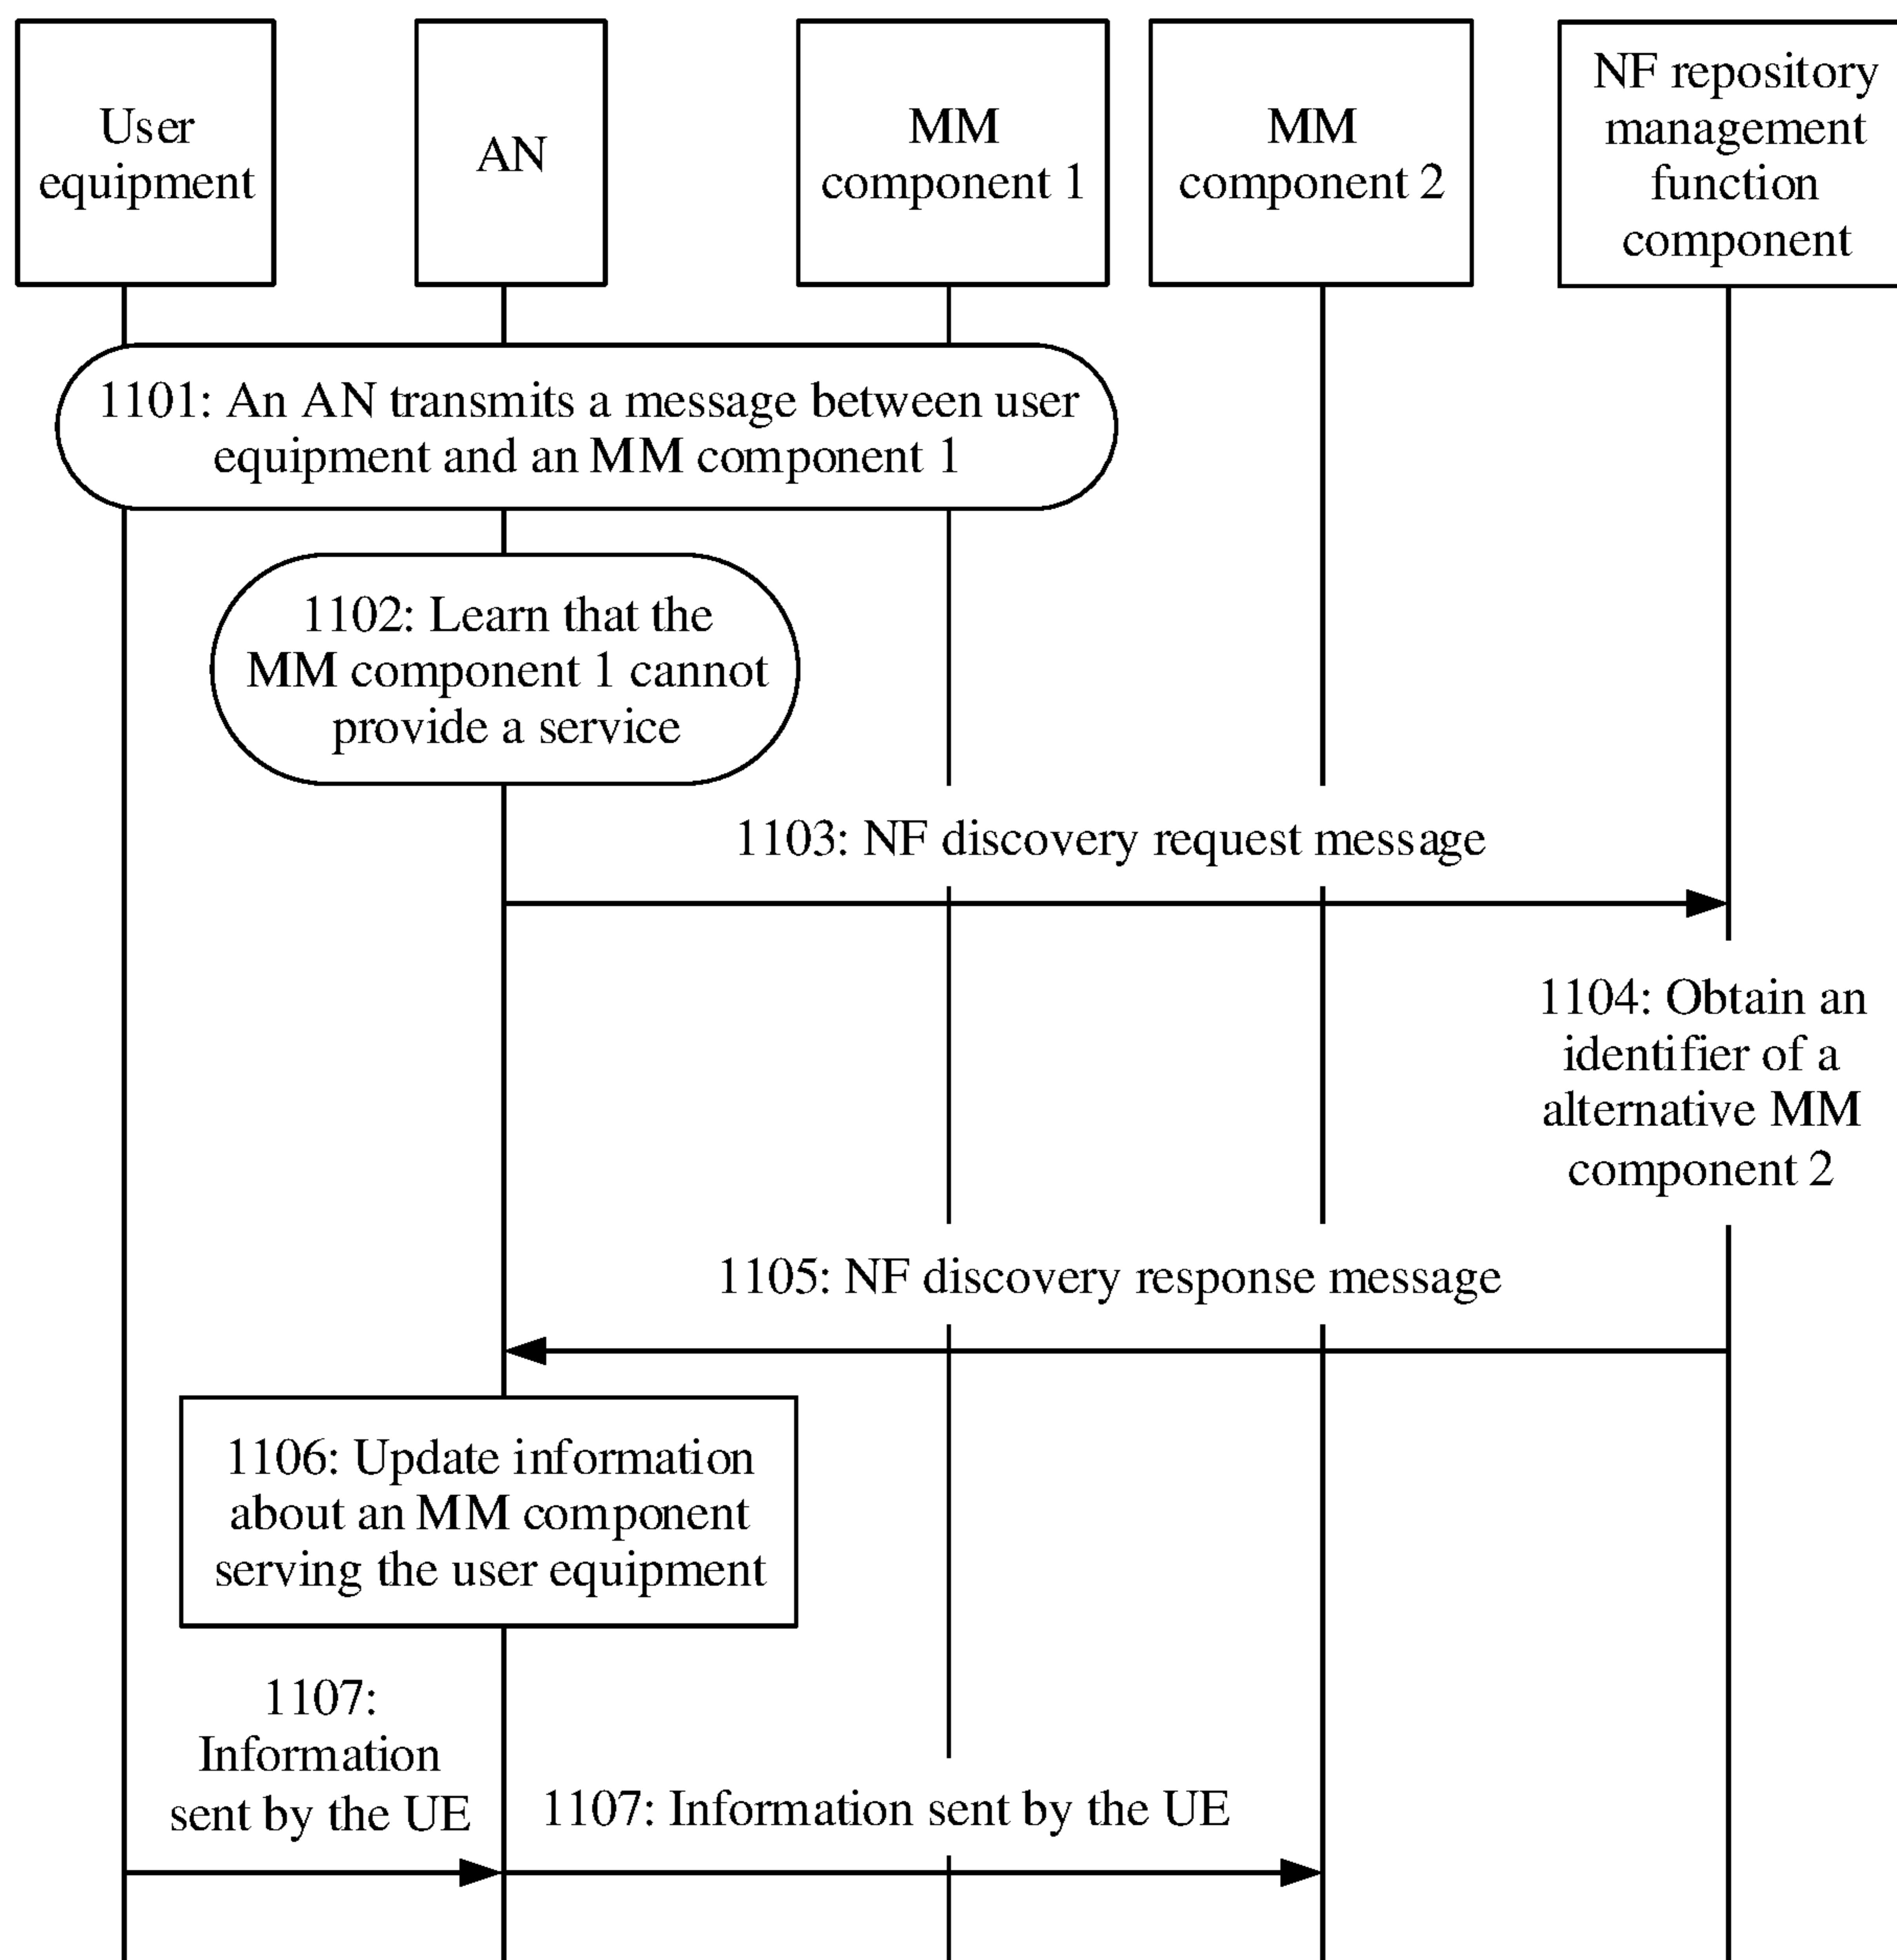 User
equipment
AN
MM
component 1
MM
component 2
NF repository
management
function
component
1101: An AN transmits a message between user
equipment and an MM component 1
1102: Learn that the
MM component 1 cannot
provide a service
1103: NF discovery request message
1104: Obtain an
identifier of a
alternative MM
component 2
1105: NF discovery response message
1106: Update information
about an MM component
serving the user equipment
1107:
Information
sent by the UE
1107: Information sent by the UE